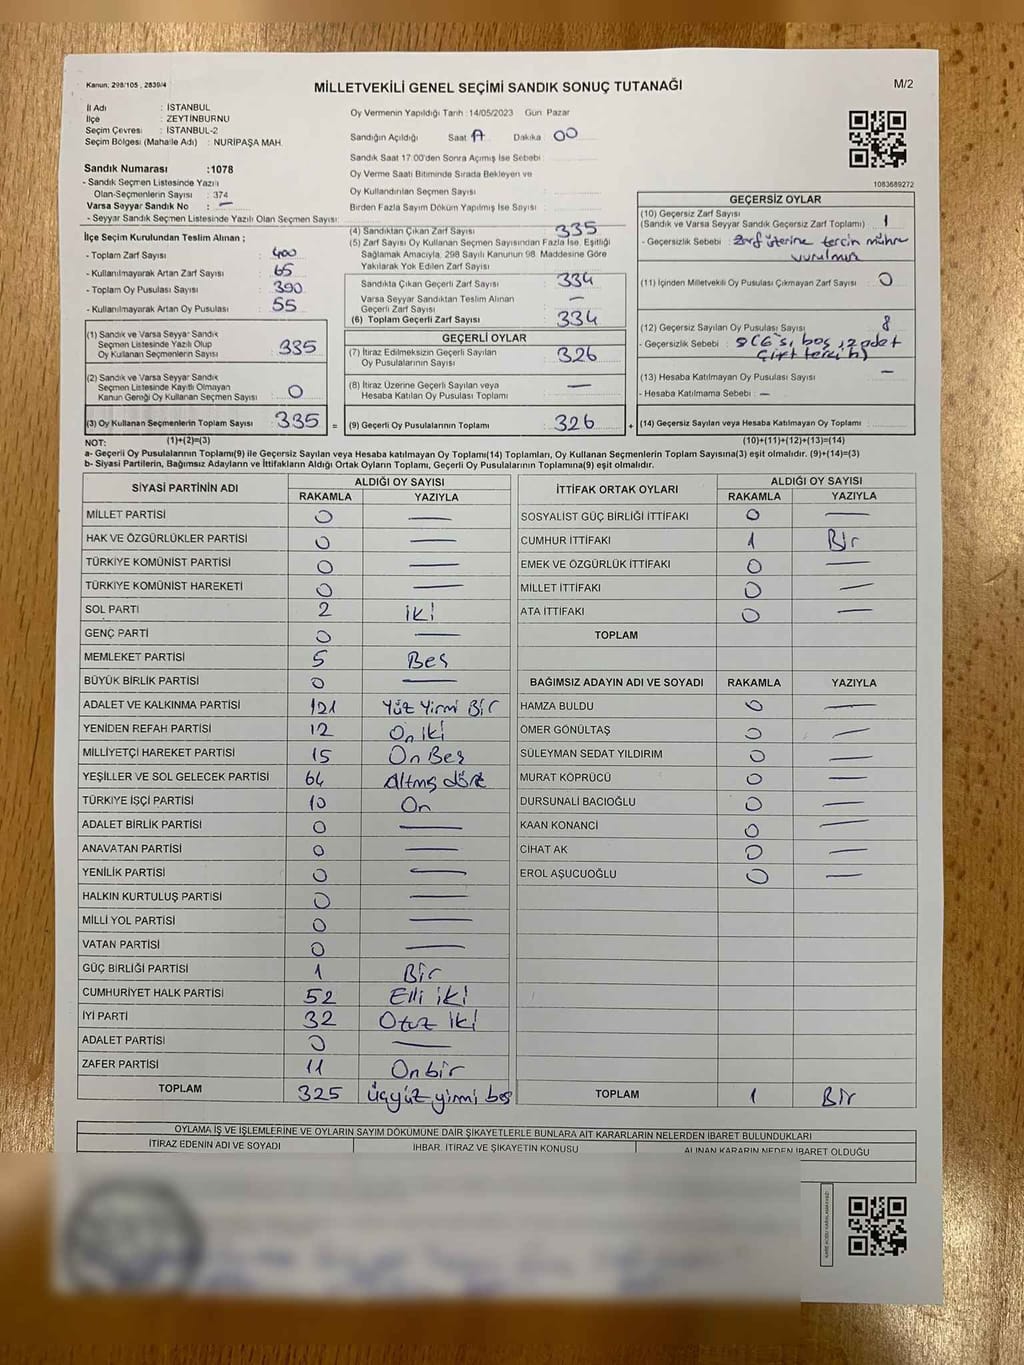 Kanun: 298/105 , 2839/4
MİLLETVEKİLİ GENEL SEÇİMİ SANDIK SONUÇ TUTANAĞI
M/2
İl Adı : İSTANBUL
İlçe : ZEYTİNBURNU
Seçim Çevresi : İSTANBUL-2
Seçim Bölgesi (Mahalle Adı) : NURİPAŞA MAH.
Sandık Numarası :1078
- Sandık Seçmen Listesinde Yazılı
Olan Seçmenlerin Sayısı : 374
Varsa Seyyar Sandık No : —
- Seyyar Sandık Seçmen Listesinde Yazılı Olan Seçmen Sayısı:
Oy Vermenin Yapıldığı Tarih :14/05/2023 Gün Pazar
Sandığın Açıldığı Saat Dakika 00
Sandık Saat 17.00'den Sonra Açılmış İse Sebebi :
Oy Verme Saati Bitiminde Sırada Bekleyen ve
Oy Kullandırılan Seçmen Sayısı :
Birden Fazla Sayım Döküm Yapılmış İse Sayısı :
1083689272
İlçe Seçim Kurulundan Teslim Alınan ;
- Toplam Zarf Sayısı : 400
- Kullanılmayarak Artan Zarf Sayısı : 65
- Toplam Oy Pusulası Sayısı : 390
- Kullanılmayarak Artan Oy Pusulası : 55
(1) Sandık ve Varsa Seyyar Sandık
Seçmen Listesinde Yazılı Olup
Oy Kullanan Seçmenlerin Sayısı : 335
(2) Sandık ve Varsa Seyyar Sandık
Seçmen Listesinde Kayıtlı Olmayan
Kanun Gereği Oy Kullanan Seçmen Sayısı : 0
(3) Oy Kullanan Seçmenlerin Toplam Sayısı : 335 =
(4) Sandıktan Çıkan Zarf Sayısı : 335
(5) Zarf Sayısı Oy Kullanan Seçmen Sayısından Fazla İse, Eşitliği
Sağlamak Amacıyla, 298 Sayılı Kanunun 98. Maddesine Göre
Yakılarak Yok Edilen Zarf Sayısı :
Sandıkta Çıkan Geçerli Zarf Sayısı : 334
Varsa Seyyar Sandıktan Teslim Alınan
Geçerli Zarf Sayısı : —
(6) Toplam Geçerli Zarf Sayısı : 334
GEÇERLİ OYLAR
(7) İtiraz Edilmeksizin Geçerli Sayılan
Oy Pusulalarının Sayısı : 326
(8) İtiraz Üzerine Geçerli Sayılan veya
Hesaba Katılan Oy Pusulası Toplamı : —
(9) Geçerli Oy Pusulalarının Toplamı : 326 +
GEÇERSİZ OYLAR
(10) Geçersiz Zarf Sayısı
(Sandık ve Varsa Seyyar Sandık Geçersiz Zarf Toplamı) : 1
- Geçersizlik Sebebi : Zarf üzerine tercih mührü
vurulmuş
(11) İçinden Milletvekili Oy Pusulası Çıkmayan Zarf Sayısı : 0
(12) Geçersiz Sayılan Oy Pusulası Sayısı : 8
- Geçersizlik Sebebi : boş, 2 adet
çift tercih)
(13) Hesaba Katılmayan Oy Pusulası Sayısı : —
- Hesaba Katılmama Sebebi : —
(14) Geçersiz Sayılan veya Hesaba Katılmayan Oy Toplamı :
NOT: (1)+(2)=(3) (10)+(11)+(12)+(13)=(14)
a- Geçerli Oy Pusulalarının Toplamı(9) ile Geçersiz Sayılan veya Hesaba katılmayan Oy Toplamı(14) Toplamları, Oy Kullanan Seçmenlerin Toplam Sayısına(3) eşit olmalıdır. (9)+(14)=(3)
b- Siyasi Partilerin, Bağımsız Adayların ve İttifakların Aldığı Ortak Oyların Toplamı, Geçerli Oy Pusulalarının Toplamına(9) eşit olmalıdır.
SİYASİ PARTİNİN ADI ALDIĞI OY SAYISI
RAKAMLA YAZIYLA
MİLLET PARTİSİ 0 —
HAK VE ÖZGÜRLÜKLER PARTİSİ 0 —
TÜRKİYE KOMÜNİST PARTİSİ 0 —
TÜRKİYE KOMÜNİST HAREKETİ 0 —
SOL PARTİ 2 iki
GENÇ PARTİ 0 —
MEMLEKET PARTİSİ 5 Beş
BÜYÜK BİRLİK PARTİSİ 0 —
ADALET VE KALKINMA PARTİSİ 121 Yüz Yirmi Bir
YENİDEN REFAH PARTİSİ 12 On iki
MİLLİYETÇİ HAREKET PARTİSİ 15 On Beş
YEŞİLLER VE SOL GELECEK PARTİSİ 64 Altmış dört
TÜRKİYE İŞÇİ PARTİSİ 10 On
ADALET BİRLİK PARTİSİ 0 —
ANAVATAN PARTİSİ 0 —
YENİLİK PARTİSİ 0 —
HALKIN KURTULUŞ PARTİSİ 0 —
MİLLİ YOL PARTİSİ 0 —
VATAN PARTİSİ 0 —
GÜÇ BİRLİĞİ PARTİSİ 1 Bir
CUMHURİYET HALK PARTİSİ 52 Elli iki
İYİ PARTİ 32 Otuz iki
ADALET PARTİSİ 0 —
ZAFER PARTİSİ 11 Onbir
TOPLAM 325 üçyüz yirmi beş
İTTİFAK ORTAK OYLARI ALDIĞI OY SAYISI
RAKAMLA YAZIYLA
SOSYALİST GÜÇ BİRLİĞİ İTTİFAKI 0 —
CUMHUR İTTİFAKI 1 Bir
EMEK VE ÖZGÜRLÜK İTTİFAKI 0 —
MİLLET İTTİFAKI 0 —
ATA İTTİFAKI 0 —
TOPLAM
BAĞIMSIZ ADAYIN ADI VE SOYADI RAKAMLA YAZIYLA
HAMZA BULDU 0 —
ÖMER GÖNÜLTAŞ 0 —
SÜLEYMAN SEDAT YILDIRIM 0 —
MURAT KÖPRÜCÜ 0 —
DURSUNALİ BACIOĞLU 0 —
KAAN KONANCİ 0 —
CİHAT AK 0 —
EROL AŞUCUOĞLU 0 —
TOPLAM 1 Bir
OYLAMA İŞ VE İŞLEMLERİNE VE OYLARIN SAYIM DÖKÜMÜNE DAİR ŞİKAYETLERLE BUNLARA AİT KARARLARIN NELERDEN İBARET BULUNDUKLARI
İTİRAZ EDENİN ADI VE SOYADI İHBAR, İTİRAZ VE ŞİKAYETİN KONUSU ALINAN KARARIN NEDEN İBARET OLDUĞU